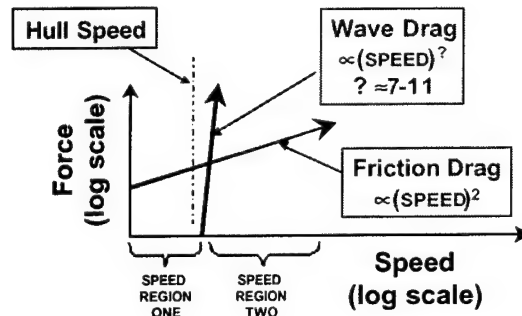 Hull Speed
Wave Drag
∝(SPEED)?
? ≈7-11
Friction Drag
∝(SPEED)2
Force
(log scale)
SPEED
REGION
ONE
SPEED
REGION
TWO
Speed
(log scale)